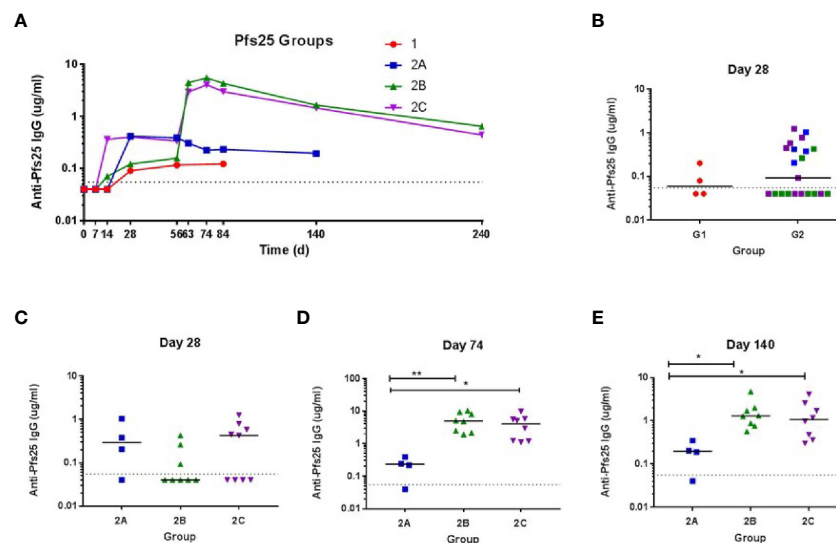 A
Pfs25 Groups
1
2A
2B
2C
Anti-Pfs25 IgG (ug/ml)
100
10
1
0.1
0.01
0 7 14 28 5663 74 84 140 240
Time (d)
B
Day 28
Anti-Pfs25 IgG (ug/ml)
100
10
1
0.1
0.01
G1 G2
Group
C
Day 28
Anti-Pfs25 IgG (ug/ml)
100
10
1
0.1
0.01
2A 2B 2C
Group
D
Day 74
** 
*
Anti-Pfs25 IgG (ug/ml)
100
10
1
0.1
0.01
2A 2B 2C
Group
E
Day 140
*
*
Anti-Pfs25 IgG (ug/ml)
10
1
0.1
0.01
2A 2B 2C
Group